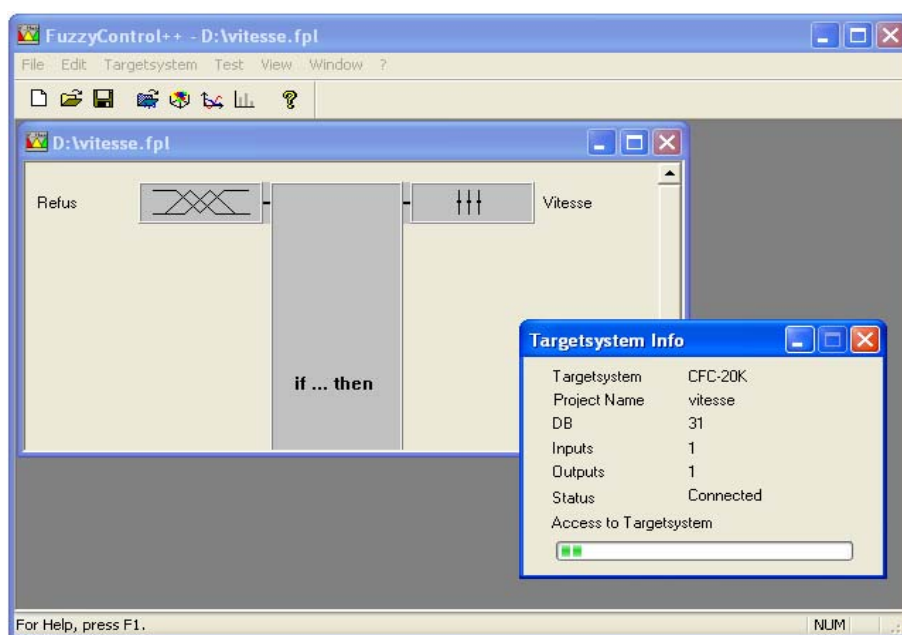 FuzzyControl++ - D:\vitesse.fpl
File Edit Targetsystem Test View Window ?
D:\vitesse.fpl
Refus
Vitesse
if ... then
Targetsystem Info
Targetsystem CFC-20K
Project Name vitesse
DB 31
Inputs 1
Outputs 1
Status Connected
Access to Targetsystem
For Help, press F1.
NUM